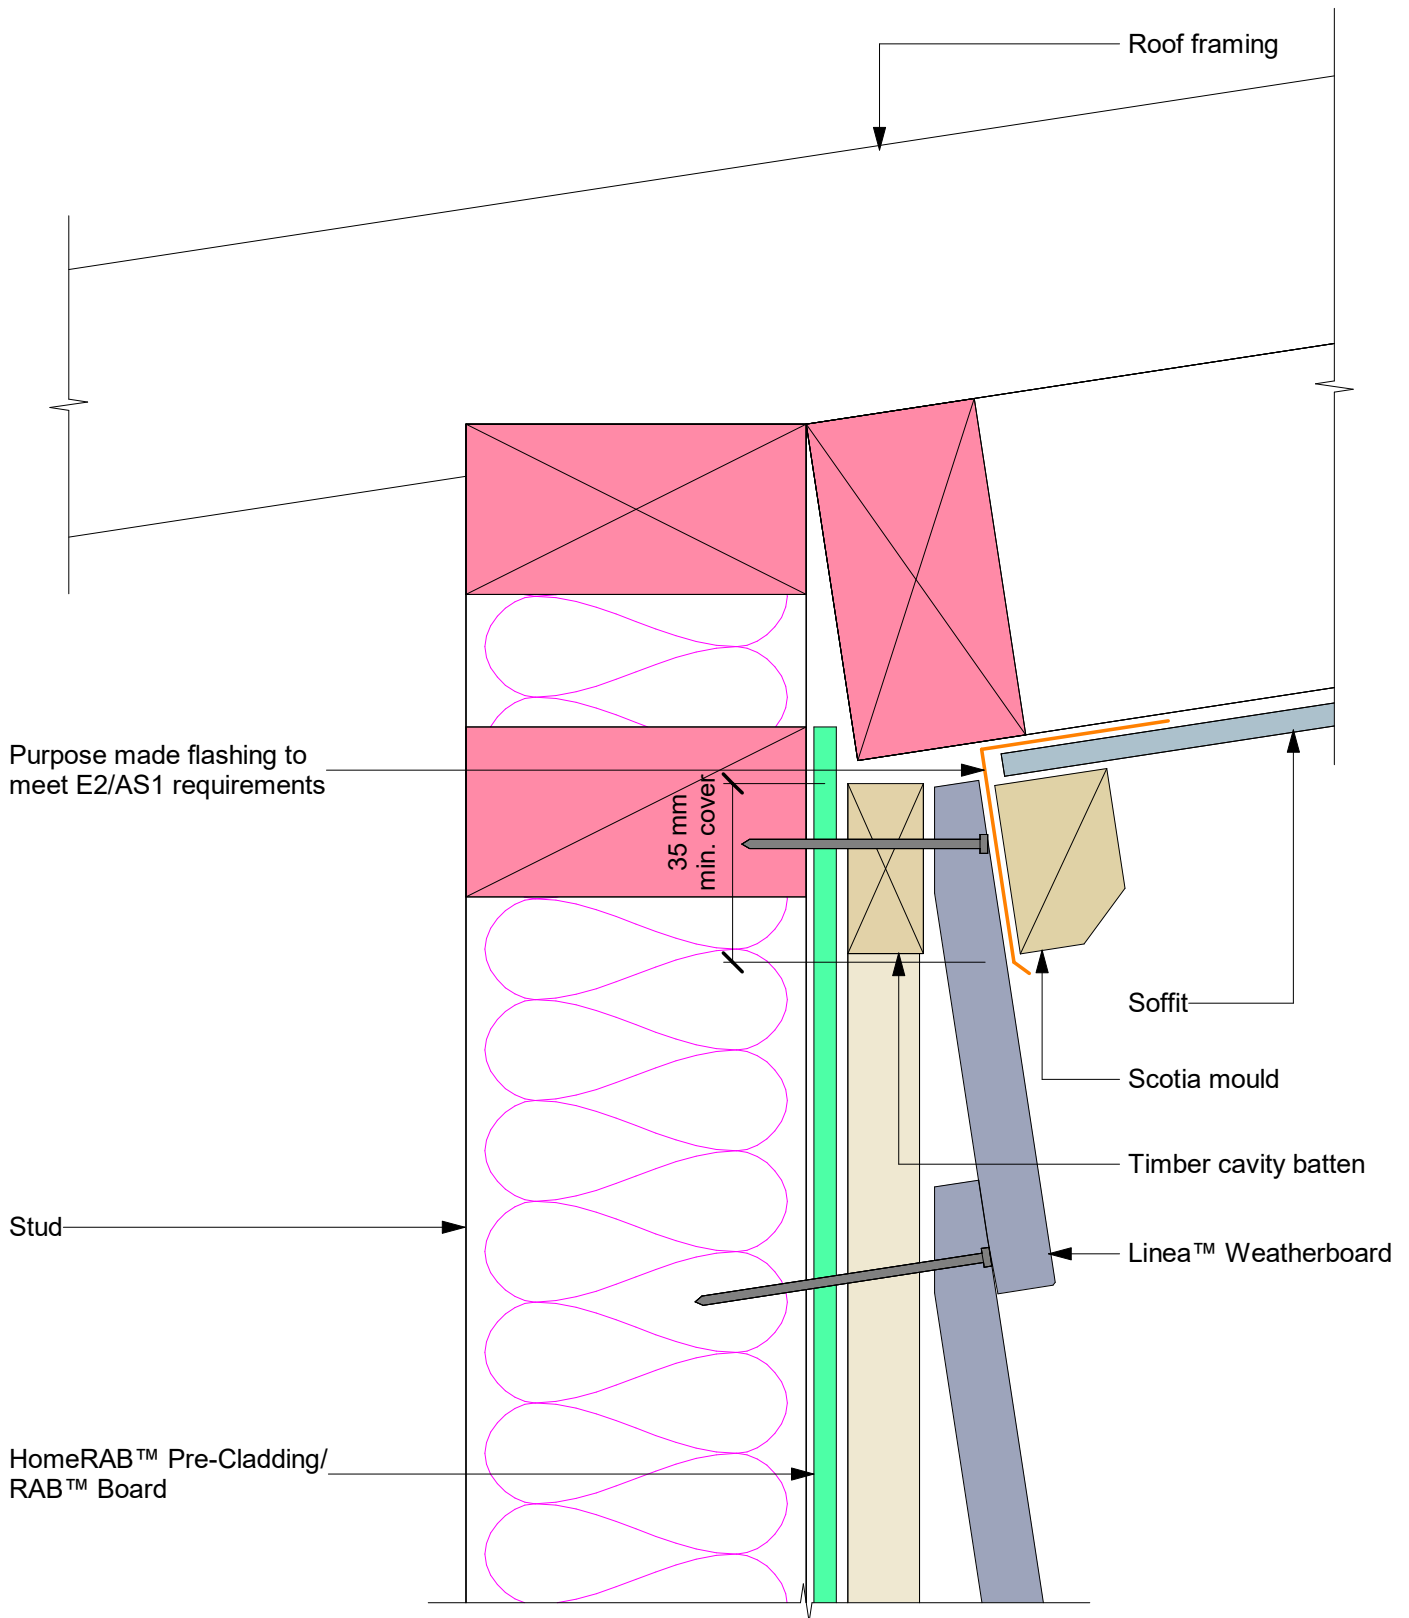 Roof framing
Purpose made flashing to
meet E2/AS1 requirements
35 mm
min. cover
Soffit
Scotia mould
Timber cavity batten
Stud
Linea™ Weatherboard
HomeRAB™ Pre-Cladding/
RAB™ Board